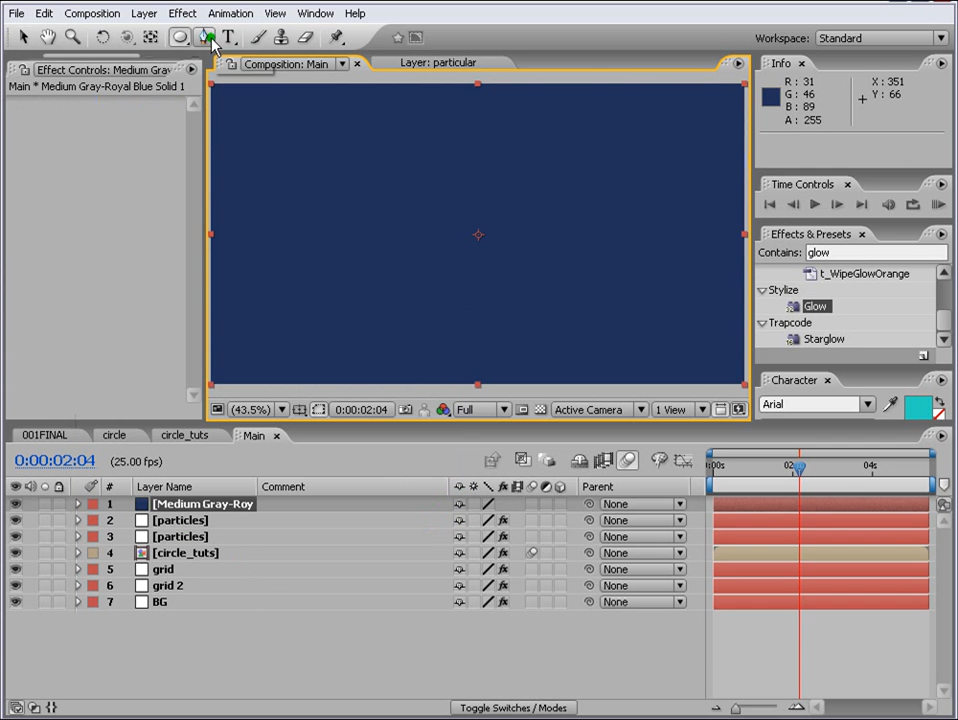 File Edit Composition Layer Effect Animation View Window Help
T
Workspace: Standard
Effect Controls: Medium Gray
Main * Medium Gray-Royal Blue Solid 1
Composition: Main
Layer: particular
Info
R : 31
G : 46
B : 89
A : 255
X : 351
Y : 66
Time Controls
Effects & Presets
Contains: glow
t_WipeGlowOrange
Stylize
Glow
Trapcode
Starglow
Character
Arial
(43.5%) 0:00:02:04 Full Active Camera 1 View
001FINAL circle circle_tuts Main
0:00:02:04 (25.00 fps)
# Layer Name Comment Parent
02 04s
1 [Medium Gray-Roy None
2 [particles] None
3 [particles] None
4 [circle_tuts] None
5 grid None
6 grid 2 None
7 BG None
Toggle Switches / Modes